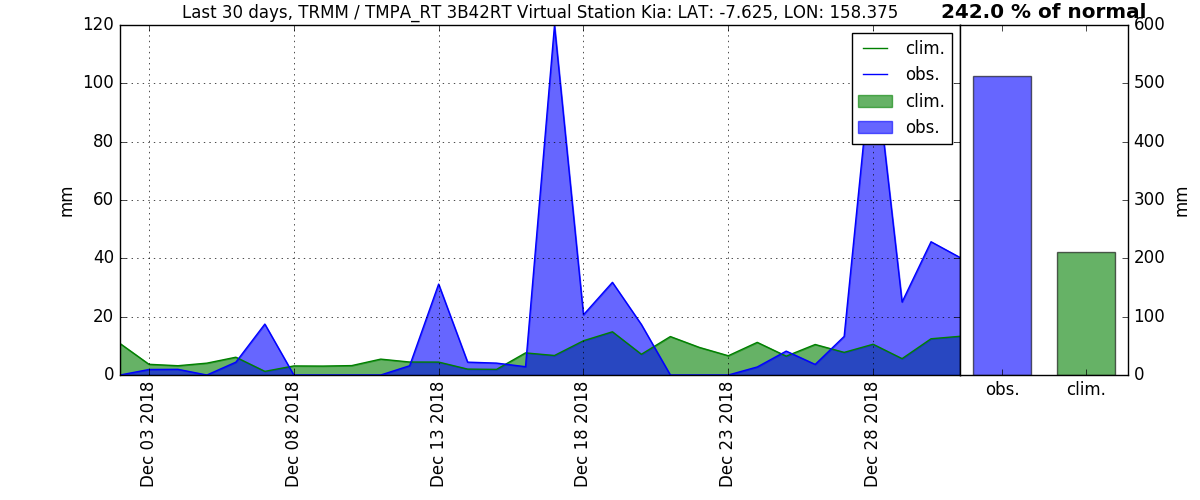 Last 30 days, TRMM / TMPA_RT 3B42RT Virtual Station Kia: LAT: -7.625, LON: 158.375
242.0 % of normal
mm
120
100
80
60
40
20
0
clim.
obs.
clim.
obs.
Dec 03 2018
Dec 08 2018
Dec 13 2018
Dec 18 2018
Dec 23 2018
Dec 28 2018
600
500
400
300
200
100
0
mm
obs.
clim.